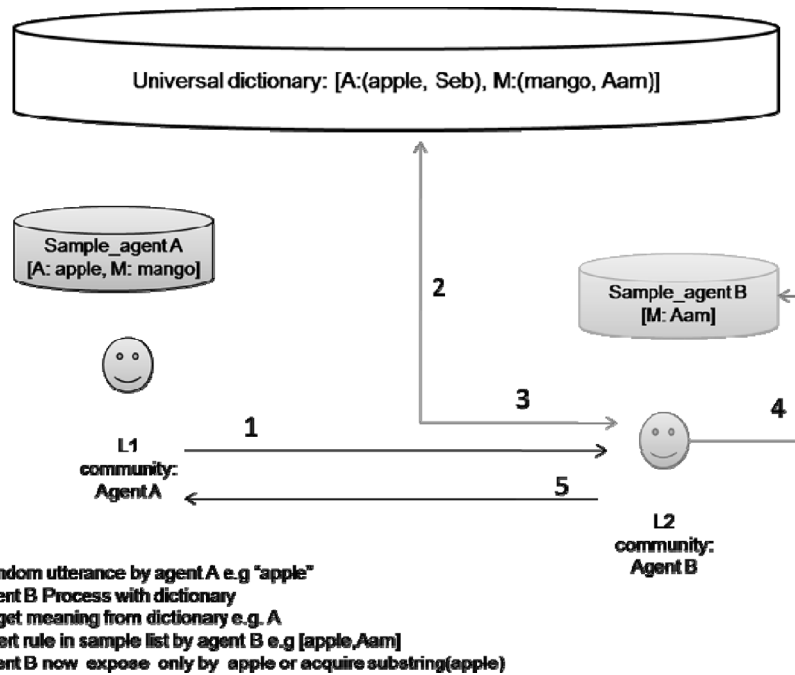 Universal dictionary: [A:(apple, Seb), M:(mango, Aam)]
Sample_agent A
[A: apple, M: mango]
2
Sample_agent B
[M: Aam]
3
4
1
L1
community:
Agent A
5
L2
community:
Agent B
ndom utterance by agent A e.g "apple"
ent B Process with dictionary
get meaning from dictionary e.g. A
ert rule in sample list by agent B e.g [apple,Aam]
ent B now expose only by apple or acquire substring(apple)